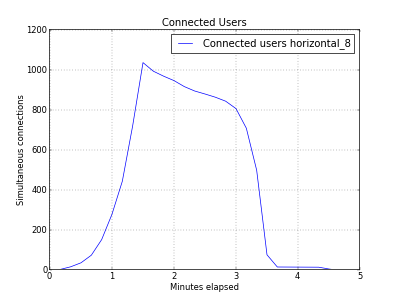 Connected Users
Connected users horizontal_8
1200
1000
800
600
400
200
0
Simultaneous connections
0 1 2 3 4 5
Minutes elapsed